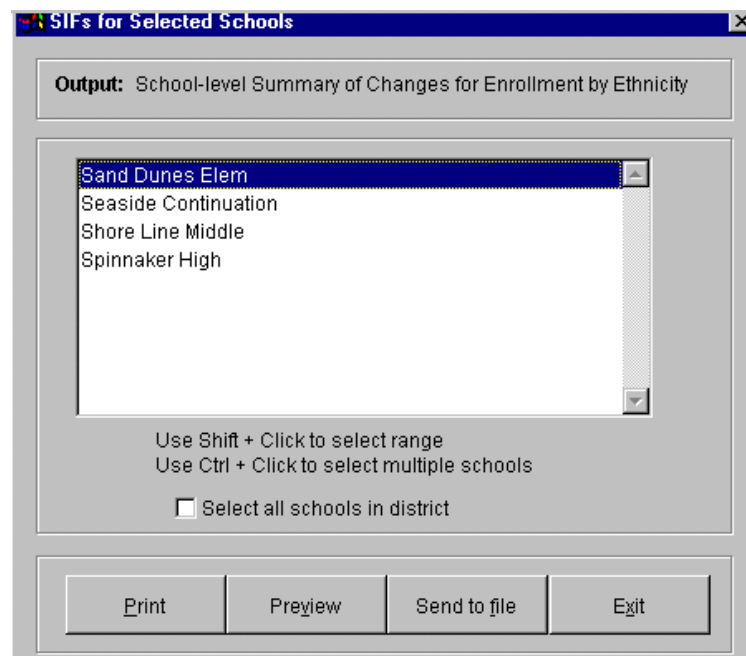 SIFs for Selected Schools
Output: School-level Summary of Changes for Enrollment by Ethnicity
Sand Dunes Elem
Seaside Continuation
Shore Line Middle
Spinnaker High
Use Shift + Click to select range
Use Ctrl + Click to select multiple schools
Select all schools in district
Print Preview Send to file Exit